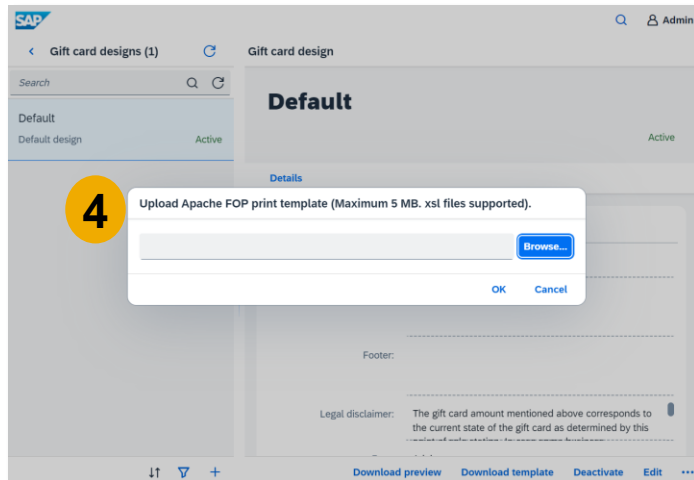 SAP
Admin
Gift card designs (1)
Gift card design
Search
Default
Default design
Active
Default
Active
Details
4
Upload Apache FOP print template (Maximum 5 MB. xsl files supported).
Browse...
OK
Cancel
Footer:
Legal disclaimer:
The gift card amount mentioned above corresponds to
the current state of the gift card as determined by this
Download preview
Download template
Deactivate
Edit